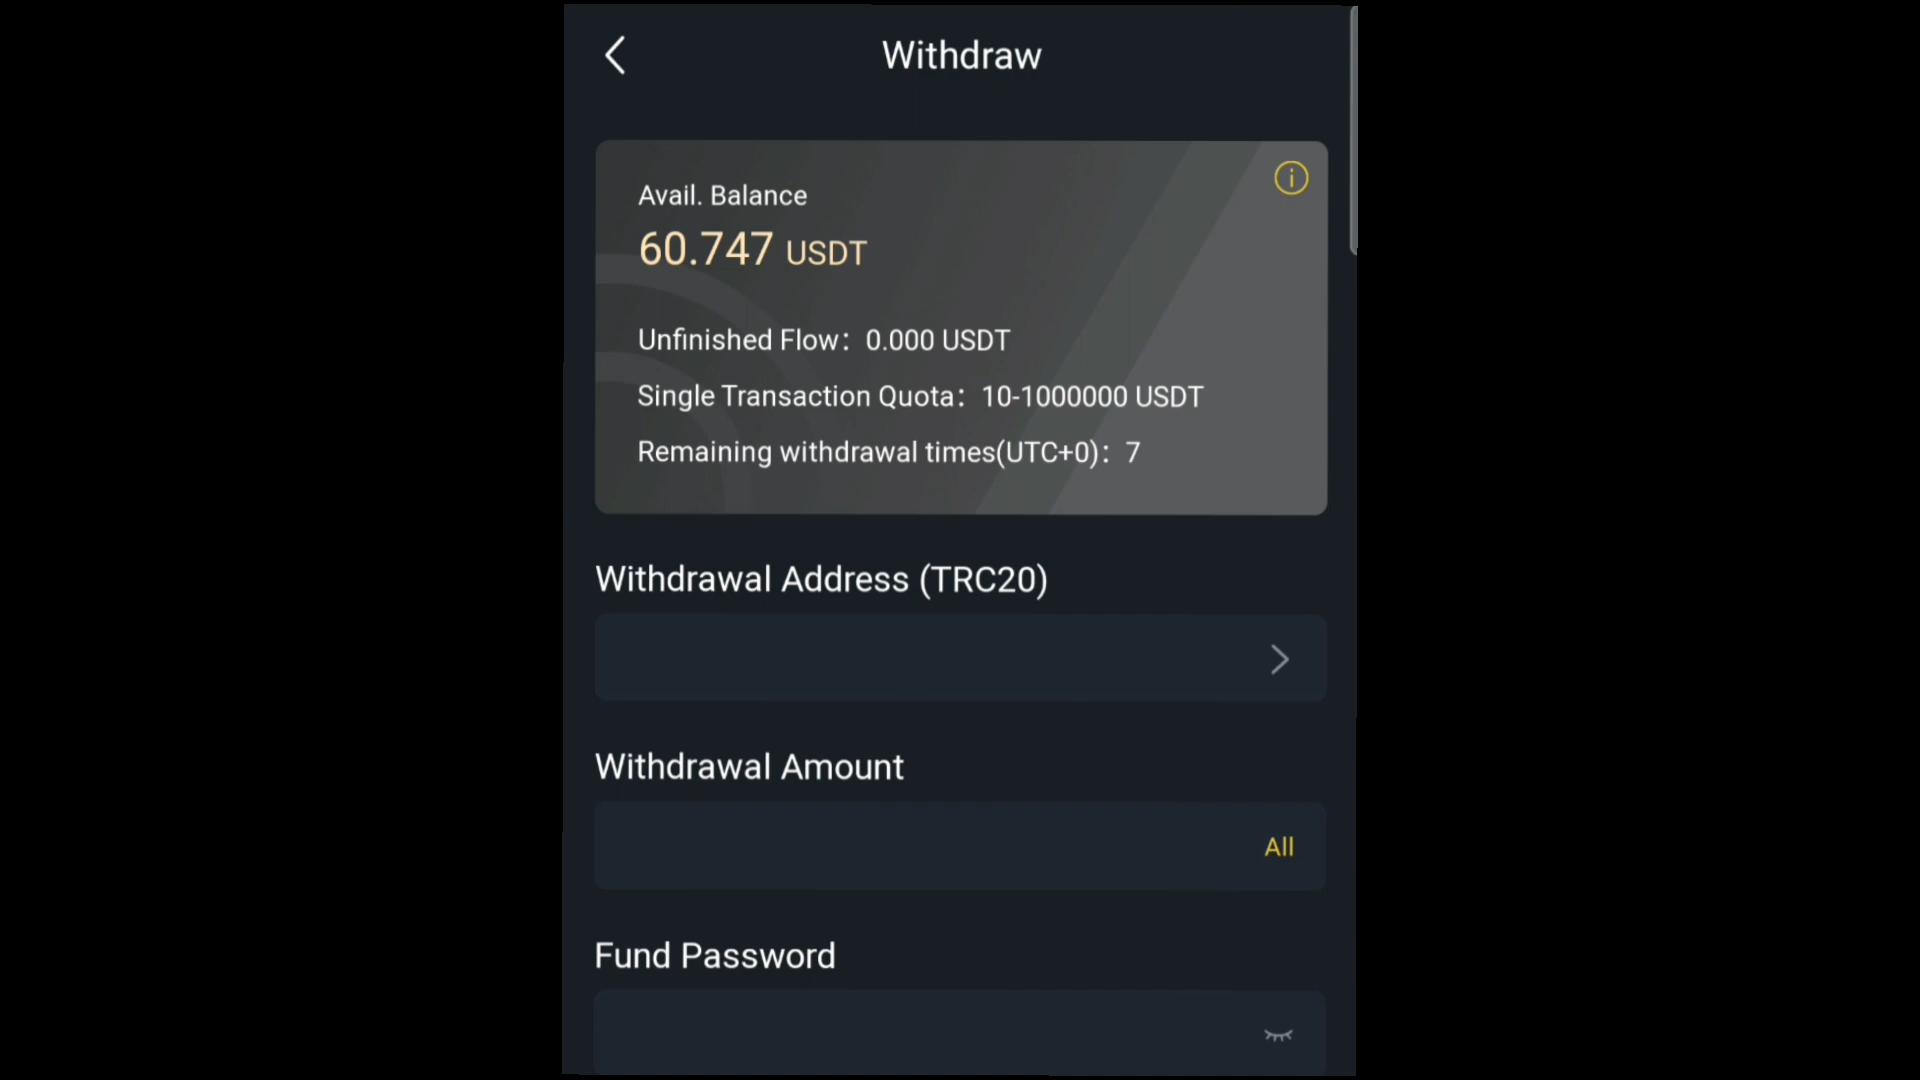 Withdraw
Avail. Balance
60.747 USDT
Unfinished Flow: 0.000 USDT
Single Transaction Quota: 10-1000000 USDT
Remaining withdrawal times(UTC+0): 7
Withdrawal Address (TRC20)
Withdrawal Amount
All
Fund Password